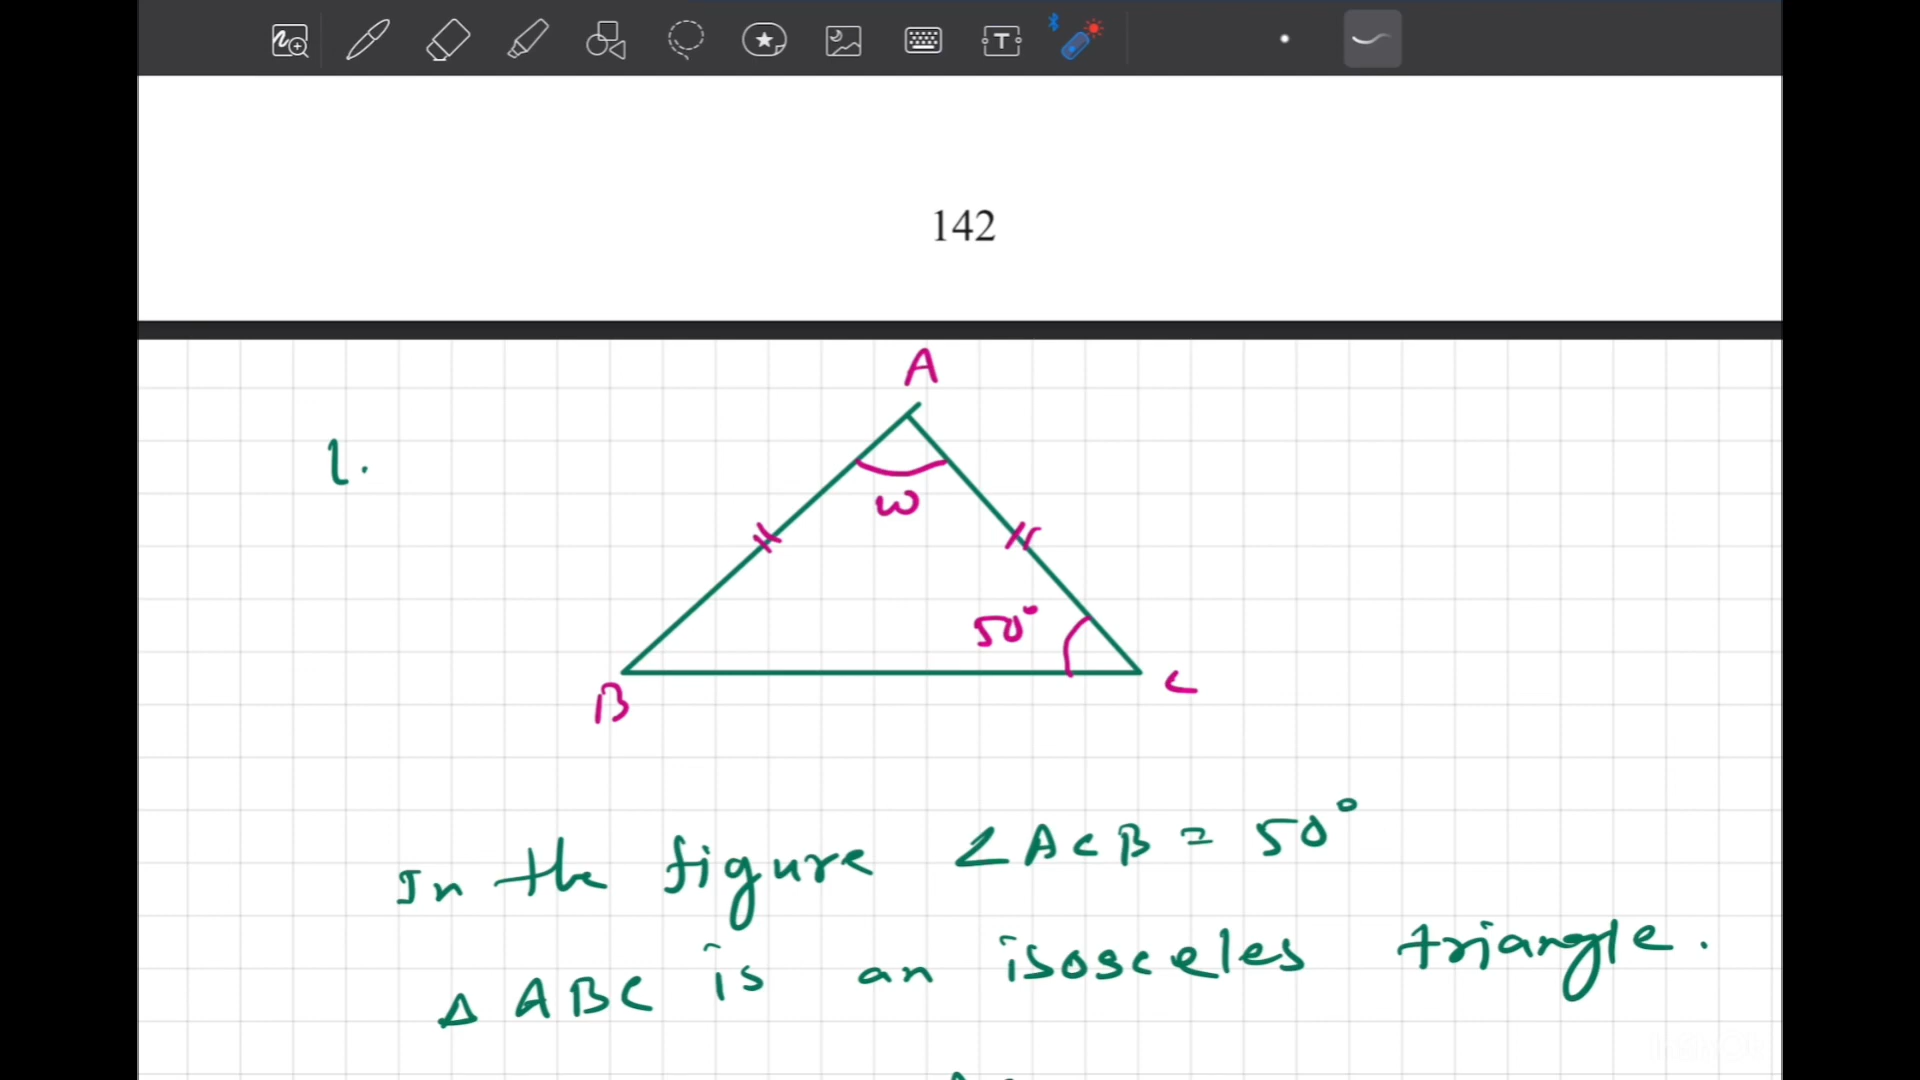 142
1.
A
ω
50°
B
C
In the figure ∠ACB = 50°
Δ ABC is an isosceles triangle.